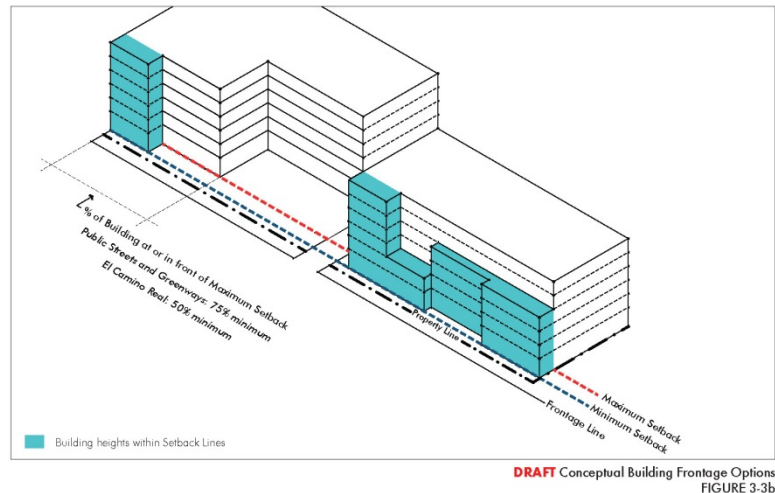 % of Building at or in front of Maximum Setback
Public Streets and Greenways: 75% minimum
El Camino Real: 50% minimum
Property Line
Maximum Setback
Minimum Setback
Frontage Line
Building heights within Setback Lines
DRAFT Conceptual Building Frontage Options
FIGURE 3-3b